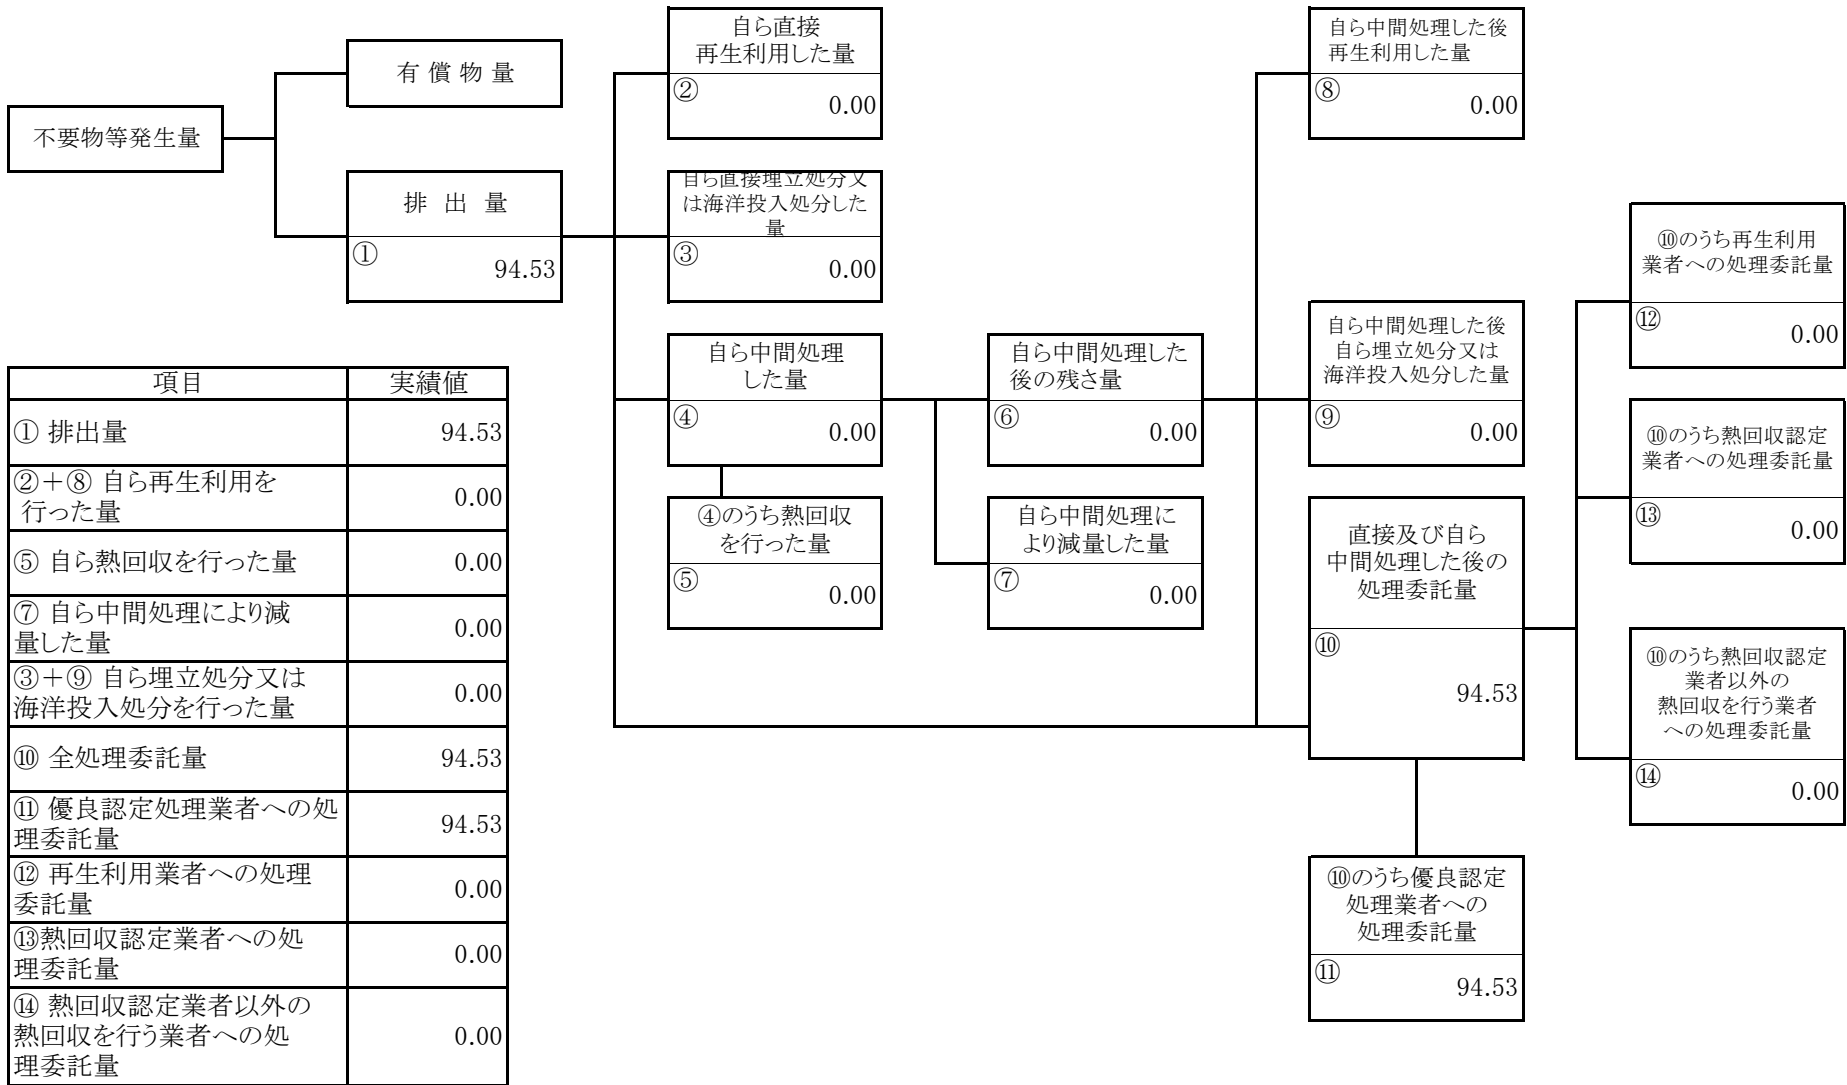 不要物等発生量
有 償 物 量
排 出 量
①
94.53
自ら直接
再生利用した量
②
0.00
自ら直接埋立処分又
は海洋投入処分した
量
③
0.00
自ら中間処理
した量
④
0.00
④のうち熱回収
を行った量
⑤
0.00
自ら中間処理した
後の残さ量
⑥
0.00
自ら中間処理に
より減量した量
⑦
0.00
自ら中間処理した後
再生利用した量
⑧
0.00
自ら中間処理した後
自ら埋立処分又は
海洋投入処分した量
⑨
0.00
直接及び自ら
中間処理した後の
処理委託量
⑩
94.53
⑩のうち優良認定
処理業者への
処理委託量
⑪
94.53
⑩のうち再生利用
業者への処理委託量
⑫
0.00
⑩のうち熱回収認定
業者への処理委託量
⑬
0.00
⑩のうち熱回収認定
業者以外の
熱回収を行う業者
への処理委託量
⑭
0.00
項目 実績値
① 排出量 94.53
②+⑧ 自ら再生利用を
行った量 0.00
⑤ 自ら熱回収を行った量 0.00
⑦ 自ら中間処理により減
量した量 0.00
③+⑨ 自ら埋立処分又は
海洋投入処分を行った量 0.00
⑩ 全処理委託量 94.53
⑪ 優良認定処理業者への処
理委託量 94.53
⑫ 再生利用業者への処理
委託量 0.00
⑬熱回収認定業者への処
理委託量 0.00
⑭ 熱回収認定業者以外の
熱回収を行う業者への処
理委託量 0.00